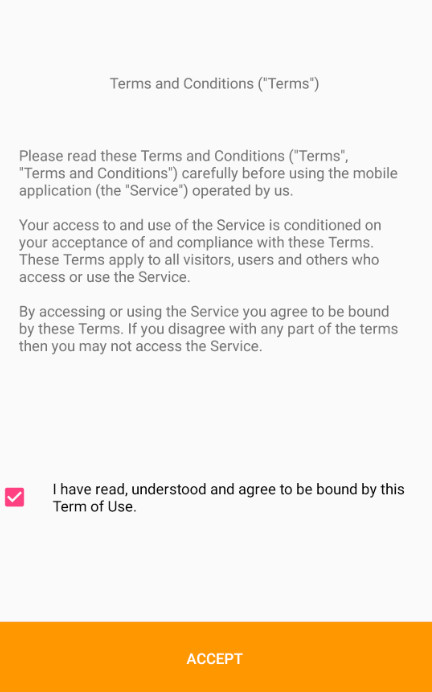 Terms and Conditions ("Terms")
Please read these Terms and Conditions ("Terms",
"Terms and Conditions") carefully before using the mobile
application (the "Service") operated by us.
Your access to and use of the Service is conditioned on
your acceptance of and compliance with these Terms.
These Terms apply to all visitors, users and others who
access or use the Service.
By accessing or using the Service you agree to be bound
by these Terms. If you disagree with any part of the terms
then you may not access the Service.
I have read, understood and agree to be bound by this
Term of Use.
ACCEPT